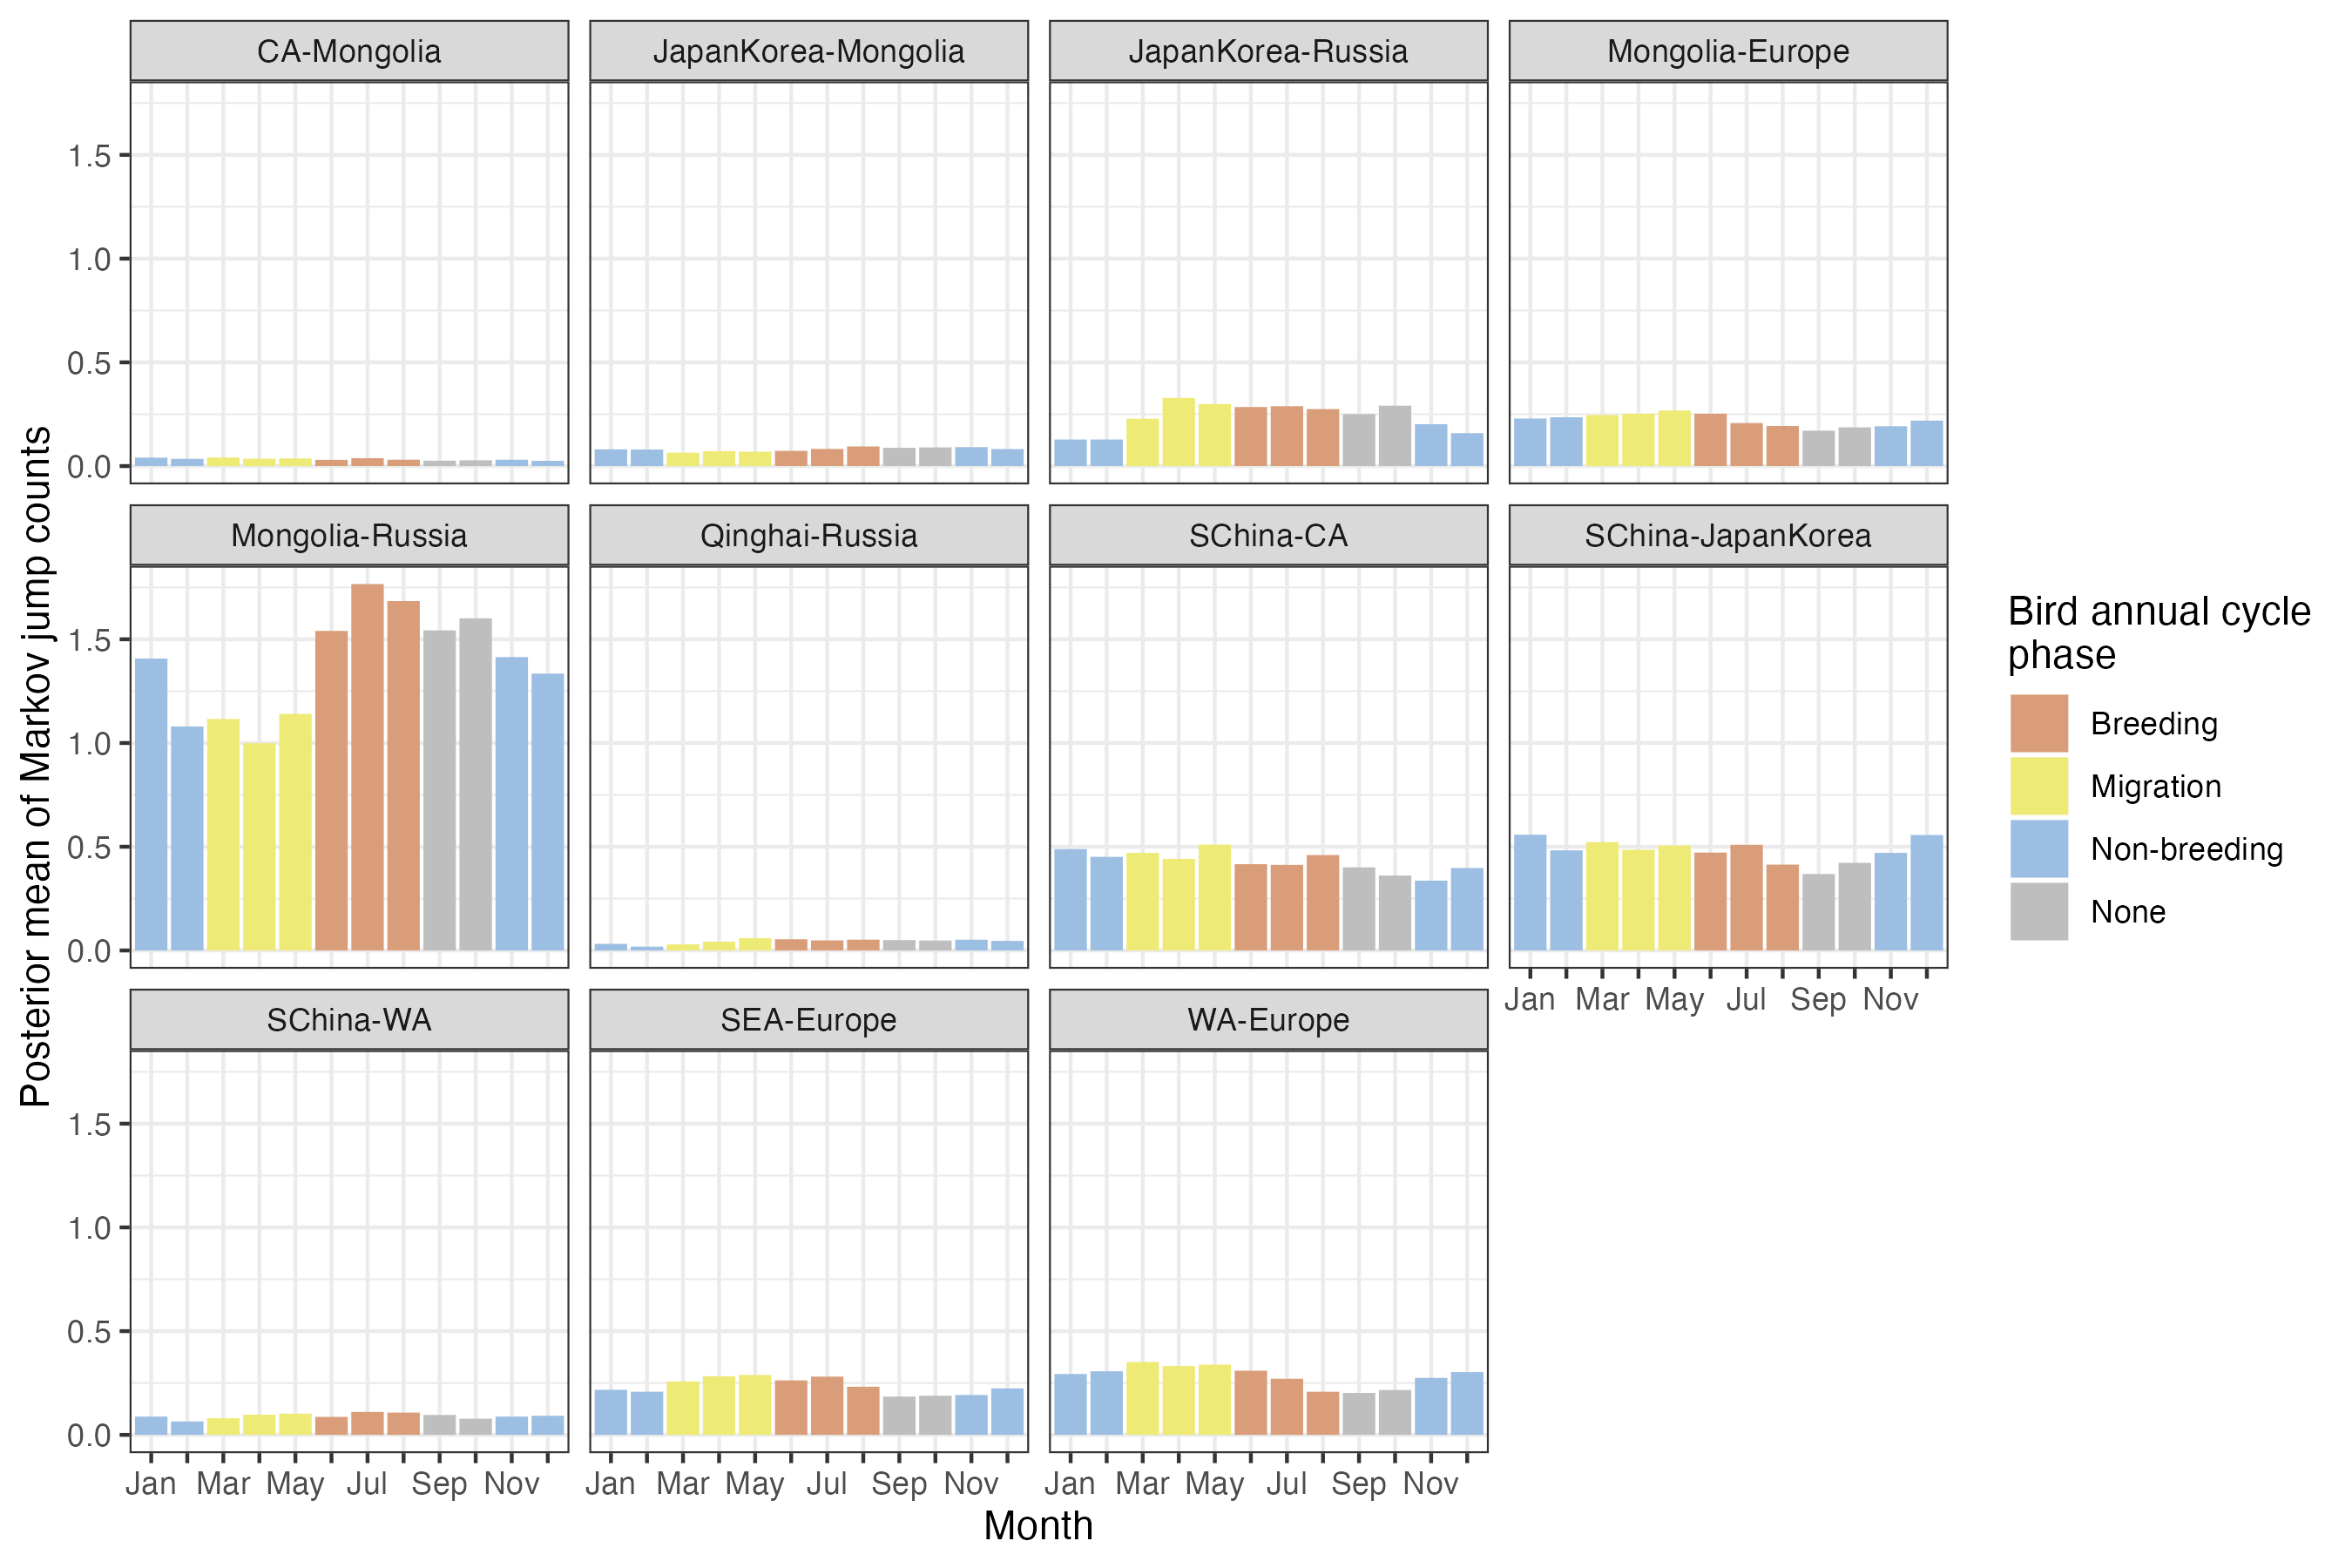 CA-Mongolia
JapanKorea-Mongolia
JapanKorea-Russia
Mongolia-Europe
1.5
1.0
0.5
0.0
Mongolia-Russia
Qinghai-Russia
SChina-CA
SChina-JapanKorea
1.5
1.0
0.5
0.0
Jan Mar May Jul Sep Nov
SChina-WA
SEA-Europe
WA-Europe
1.5
1.0
0.5
0.0
Jan Mar May Jul Sep Nov
Jan Mar May Jul Sep Nov
Jan Mar May Jul Sep Nov
Month
Posterior mean of Markov jump counts
Bird annual cycle
phase
Breeding
Migration
Non-breeding
None